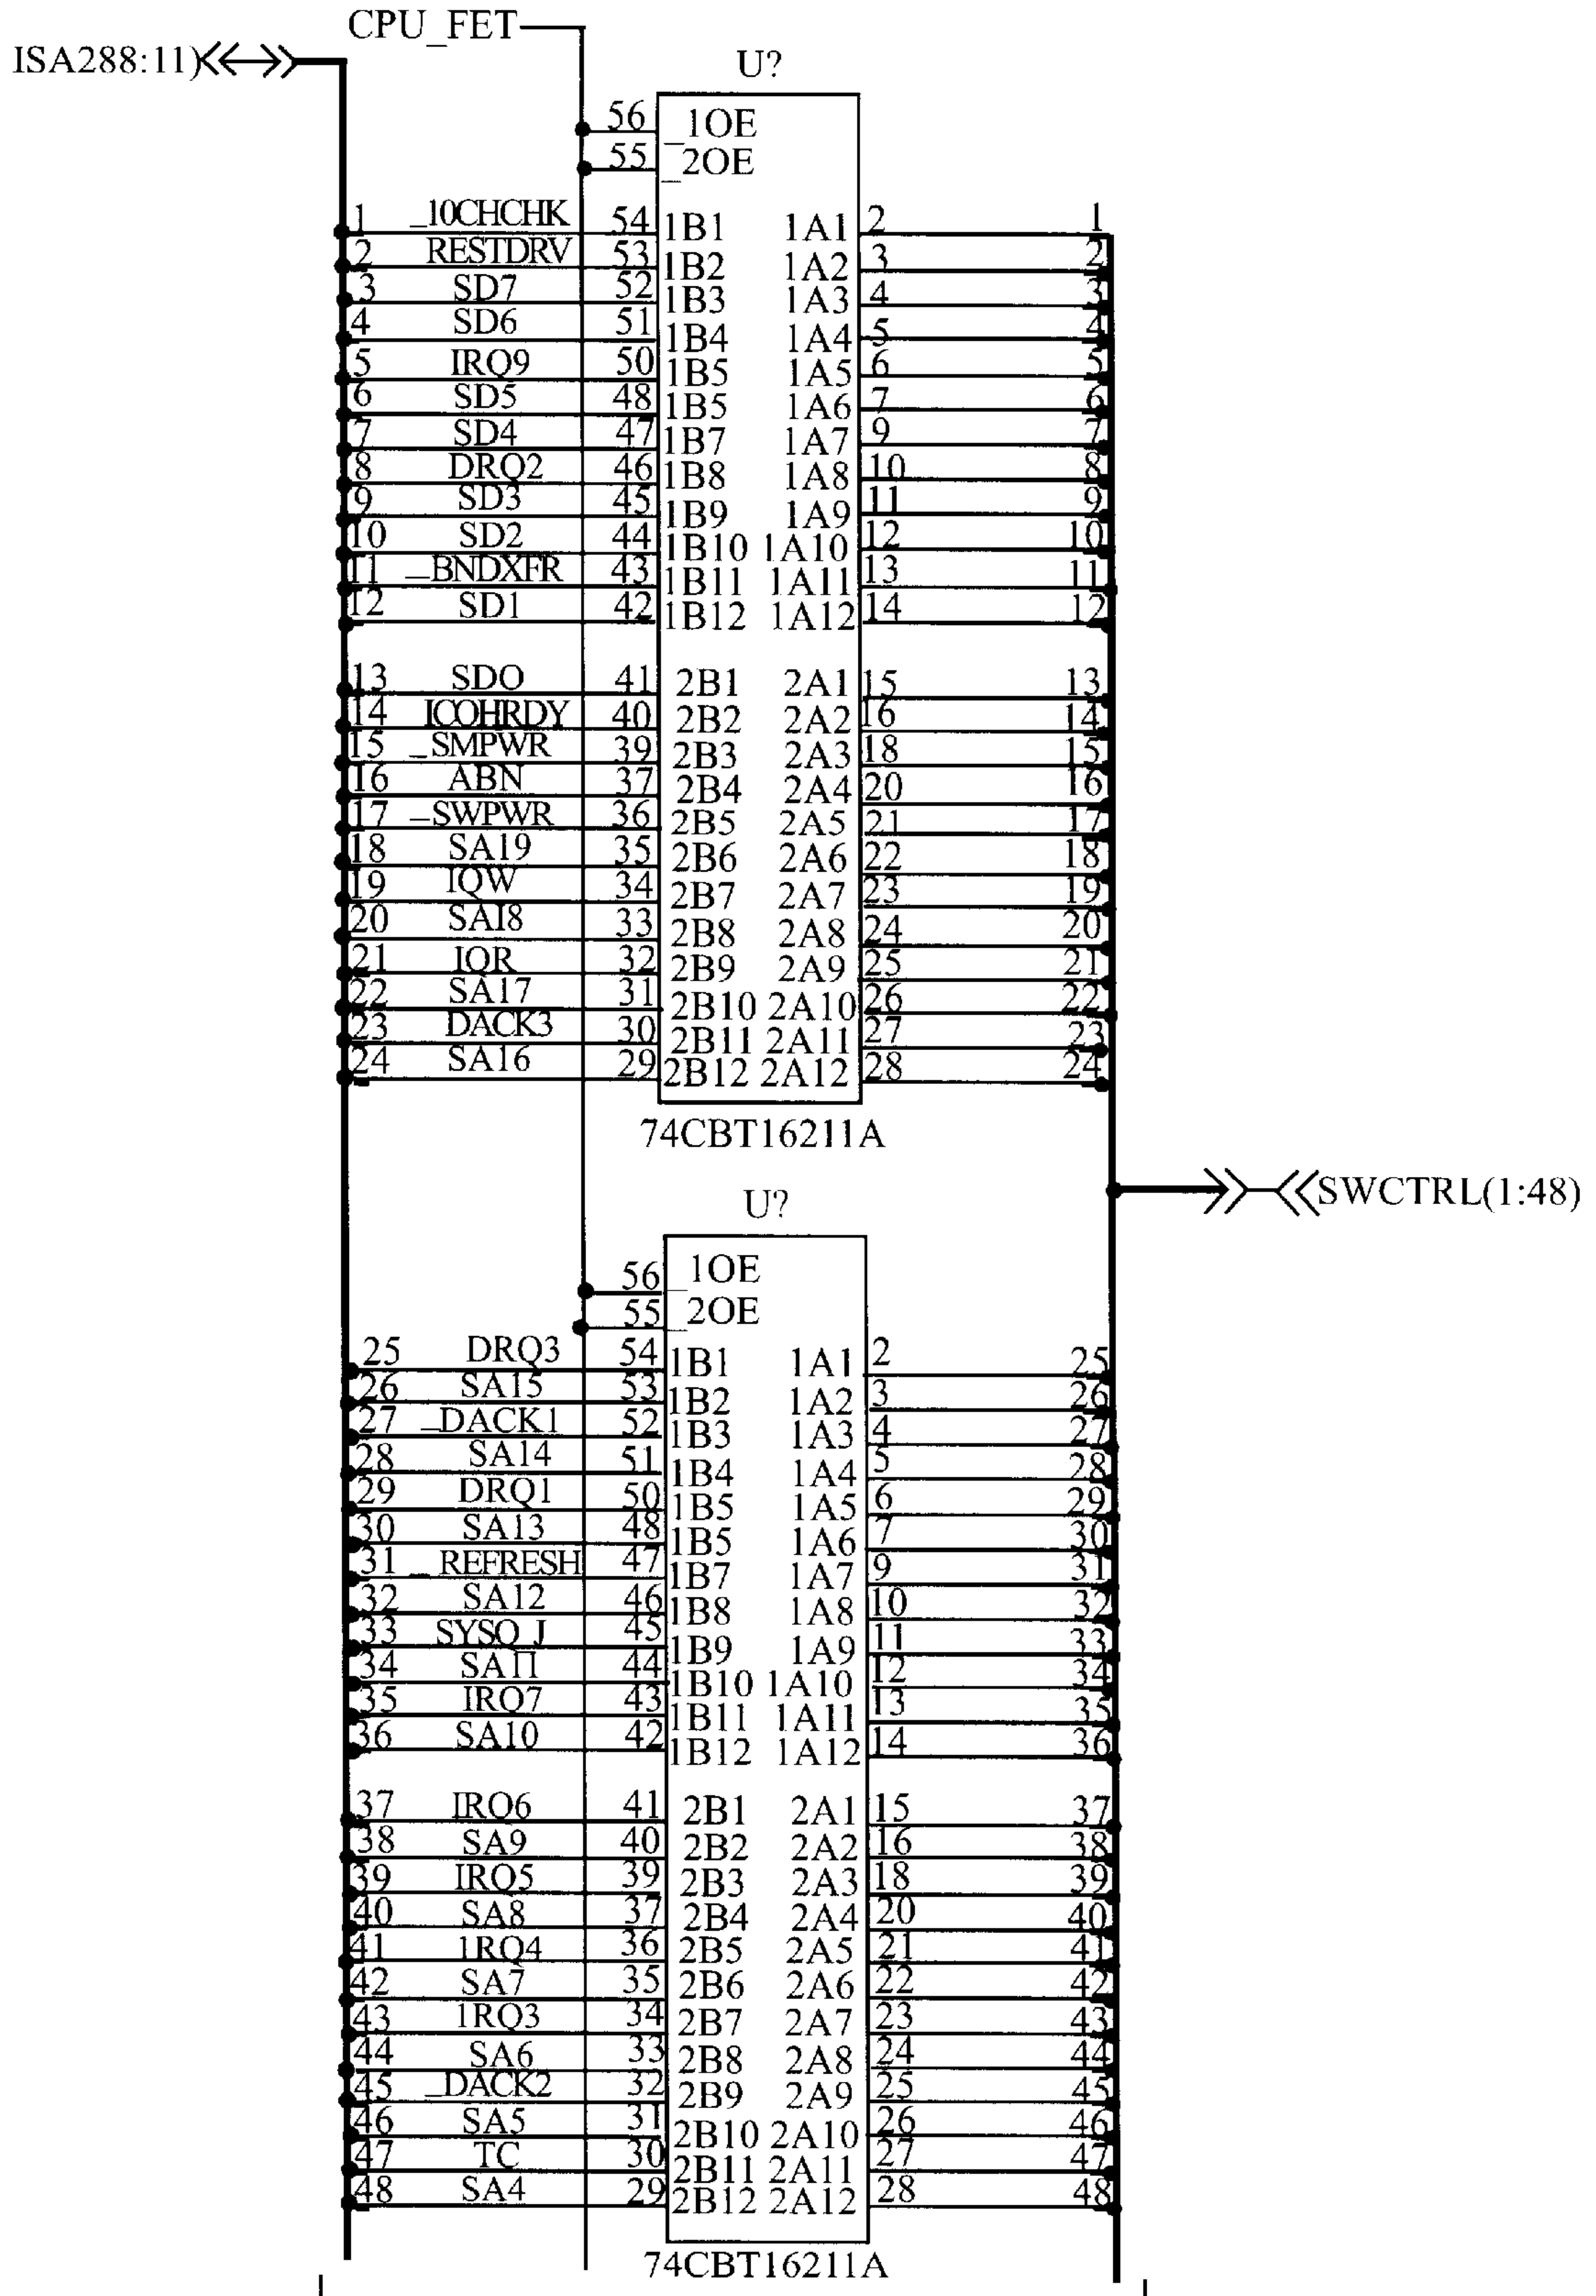 CPU_FET
ISA288:11)
U?
56 _1OE
55 _2OE
1 _10CHCHK 54 1B1 1A1 2 1
2 RESTDRV 53 1B2 1A2 3 2
3 SD7 52 1B3 1A3 4 3
4 SD6 51 1B4 1A4 5 4
5 IRQ9 50 1B5 1A5 6 5
6 SD5 48 1B5 1A6 7 6
7 SD4 47 1B7 1A7 9 7
8 DRQ2 46 1B8 1A8 10 8
9 SD3 45 1B9 1A9 11 9
10 SD2 44 1B10 1A10 12 10
11 _BNDXFR 43 1B11 1A11 13 11
12 SD1 42 1B12 1A12 14 12
13 SDO 41 2B1 2A1 15 13
14 ICOHRDY 40 2B2 2A2 16 14
15 _SMPWR 39 2B3 2A3 18 15
16 ABN 37 2B4 2A4 20 16
17 _SWPWR 36 2B5 2A5 21 17
18 SA19 35 2B6 2A6 22 18
19 IQW 34 2B7 2A7 23 19
20 SAI8 33 2B8 2A8 24 20
21 IQR 32 2B9 2A9 25 21
22 SA17 31 2B10 2A10 26 22
23 DACK3 30 2B11 2A11 27 23
24 SA16 29 2B12 2A12 28 24
74CBT16211A
SWCTRL(1:48)
U?
56 _1OE
55 _2OE
25 DRQ3 54 1B1 1A1 2 25
26 SA15 53 1B2 1A2 3 26
27 _DACK1 52 1B3 1A3 4 27
28 SA14 51 1B4 1A4 5 28
29 DRQ1 50 1B5 1A5 6 29
30 SA13 48 1B5 1A6 7 30
31 _REFRESH 47 1B7 1A7 9 31
32 SA12 46 1B8 1A8 10 32
33 SYSQ J 45 1B9 1A9 11 33
34 SA11 44 1B10 1A10 12 34
35 IRQ7 43 1B11 1A11 13 35
36 SA10 42 1B12 1A12 14 36
37 IRQ6 41 2B1 2A1 15 37
38 SA9 40 2B2 2A2 16 38
39 IRQ5 39 2B3 2A3 18 39
40 SA8 37 2B4 2A4 20 40
41 1RQ4 36 2B5 2A5 21 41
42 SA7 35 2B6 2A6 22 42
43 1RQ3 34 2B7 2A7 23 43
44 SA6 33 2B8 2A8 24 44
45 _DACK2 32 2B9 2A9 25 45
46 SA5 31 2B10 2A10 26 46
47 TC 30 2B11 2A11 27 47
48 SA4 29 2B12 2A12 28 48
74CBT16211A